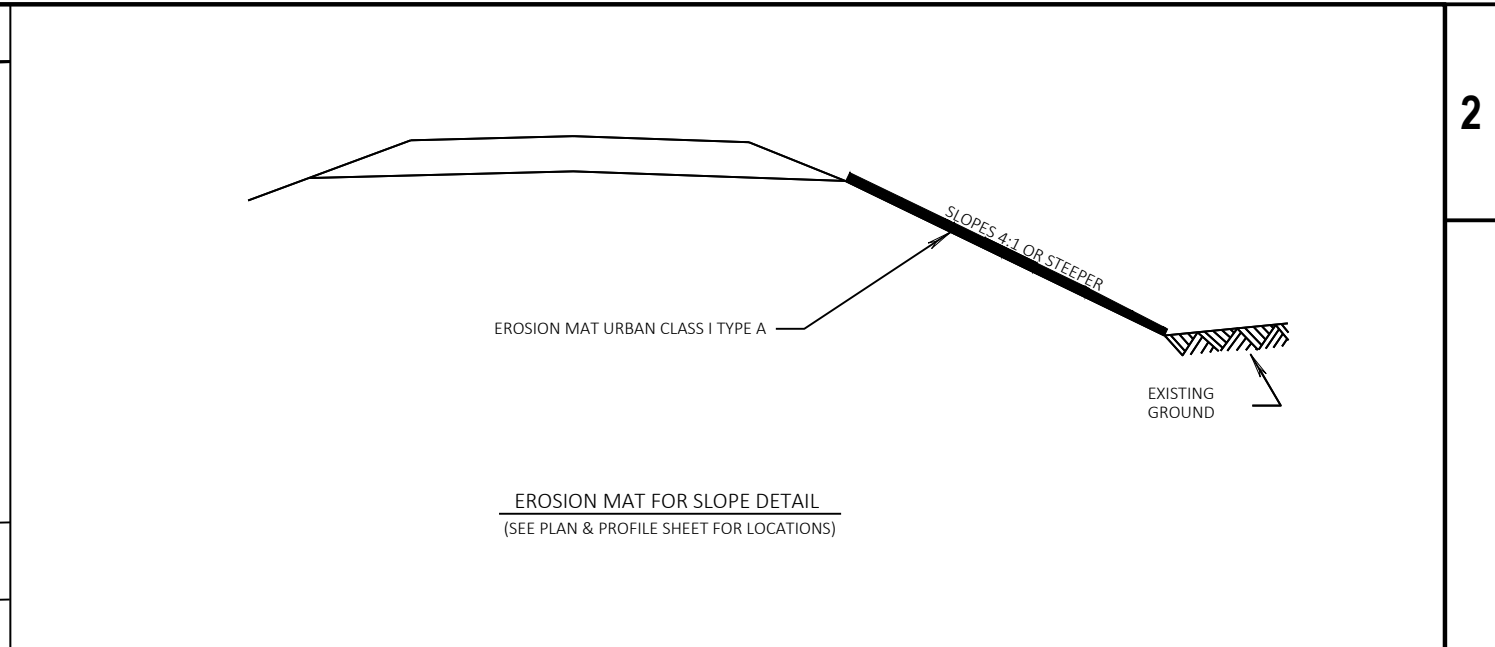 2
SLOPES 4:1 OR STEEPER
EROSION MAT URBAN CLASS I TYPE A
EXISTING
GROUND
EROSION MAT FOR SLOPE DETAIL
(SEE PLAN & PROFILE SHEET FOR LOCATIONS)